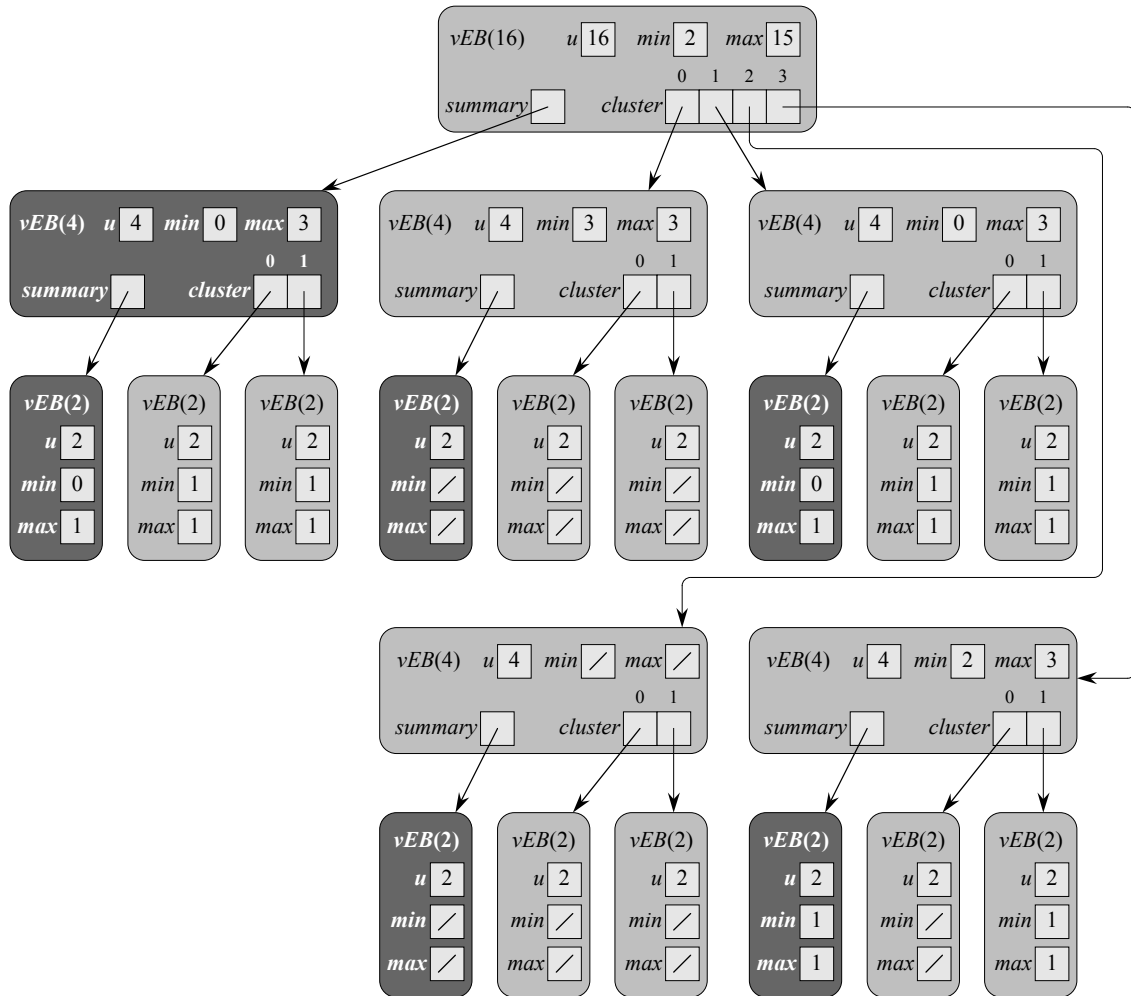 vEB(16) u 16 min 2 max 15
0 1 2 3
summary cluster
vEB(4) u 4 min 0 max 3
0 1
summary cluster
vEB(4) u 4 min 3 max 3
0 1
summary cluster
vEB(4) u 4 min 0 max 3
0 1
summary cluster
vEB(2)
u 2
min 0
max 1
vEB(2)
u 2
min 1
max 1
vEB(2)
u 2
min 1
max 1
vEB(2)
u 2
min /
max /
vEB(2)
u 2
min /
max /
vEB(2)
u 2
min /
max /
vEB(2)
u 2
min 0
max 1
vEB(2)
u 2
min 1
max 1
vEB(2)
u 2
min 1
max 1
vEB(4) u 4 min / max /
0 1
summary cluster
vEB(4) u 4 min 2 max 3
0 1
summary cluster
vEB(2)
u 2
min /
max /
vEB(2)
u 2
min /
max /
vEB(2)
u 2
min /
max /
vEB(2)
u 2
min 1
max 1
vEB(2)
u 2
min /
max /
vEB(2)
u 2
min 1
max 1